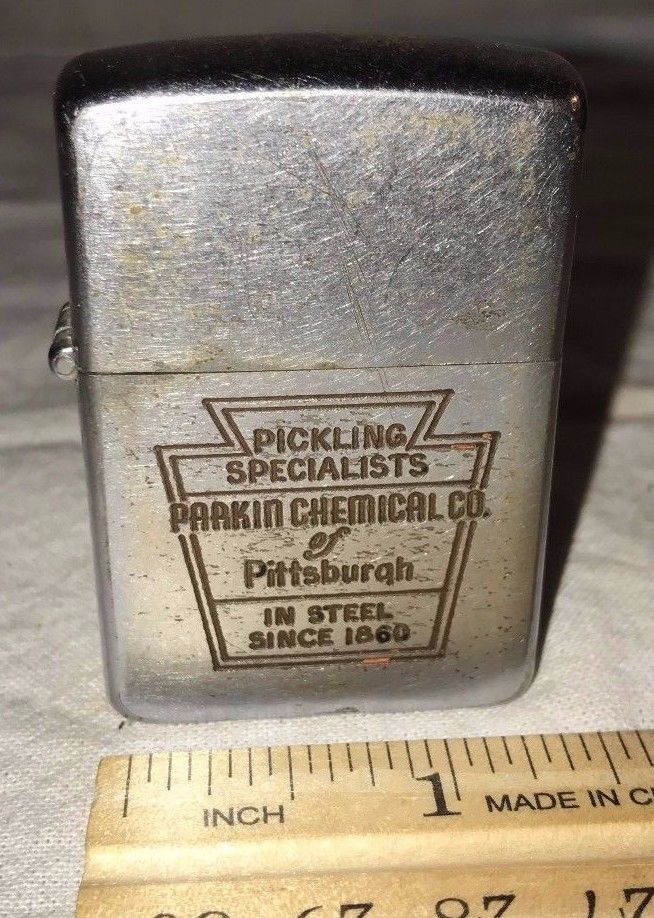 PICKLING
SPECIALISTS
PARKIN CHEMICAL CO.
of
Pittsburgh
IN STEEL
SINCE 1860
INCH
1
MADE IN